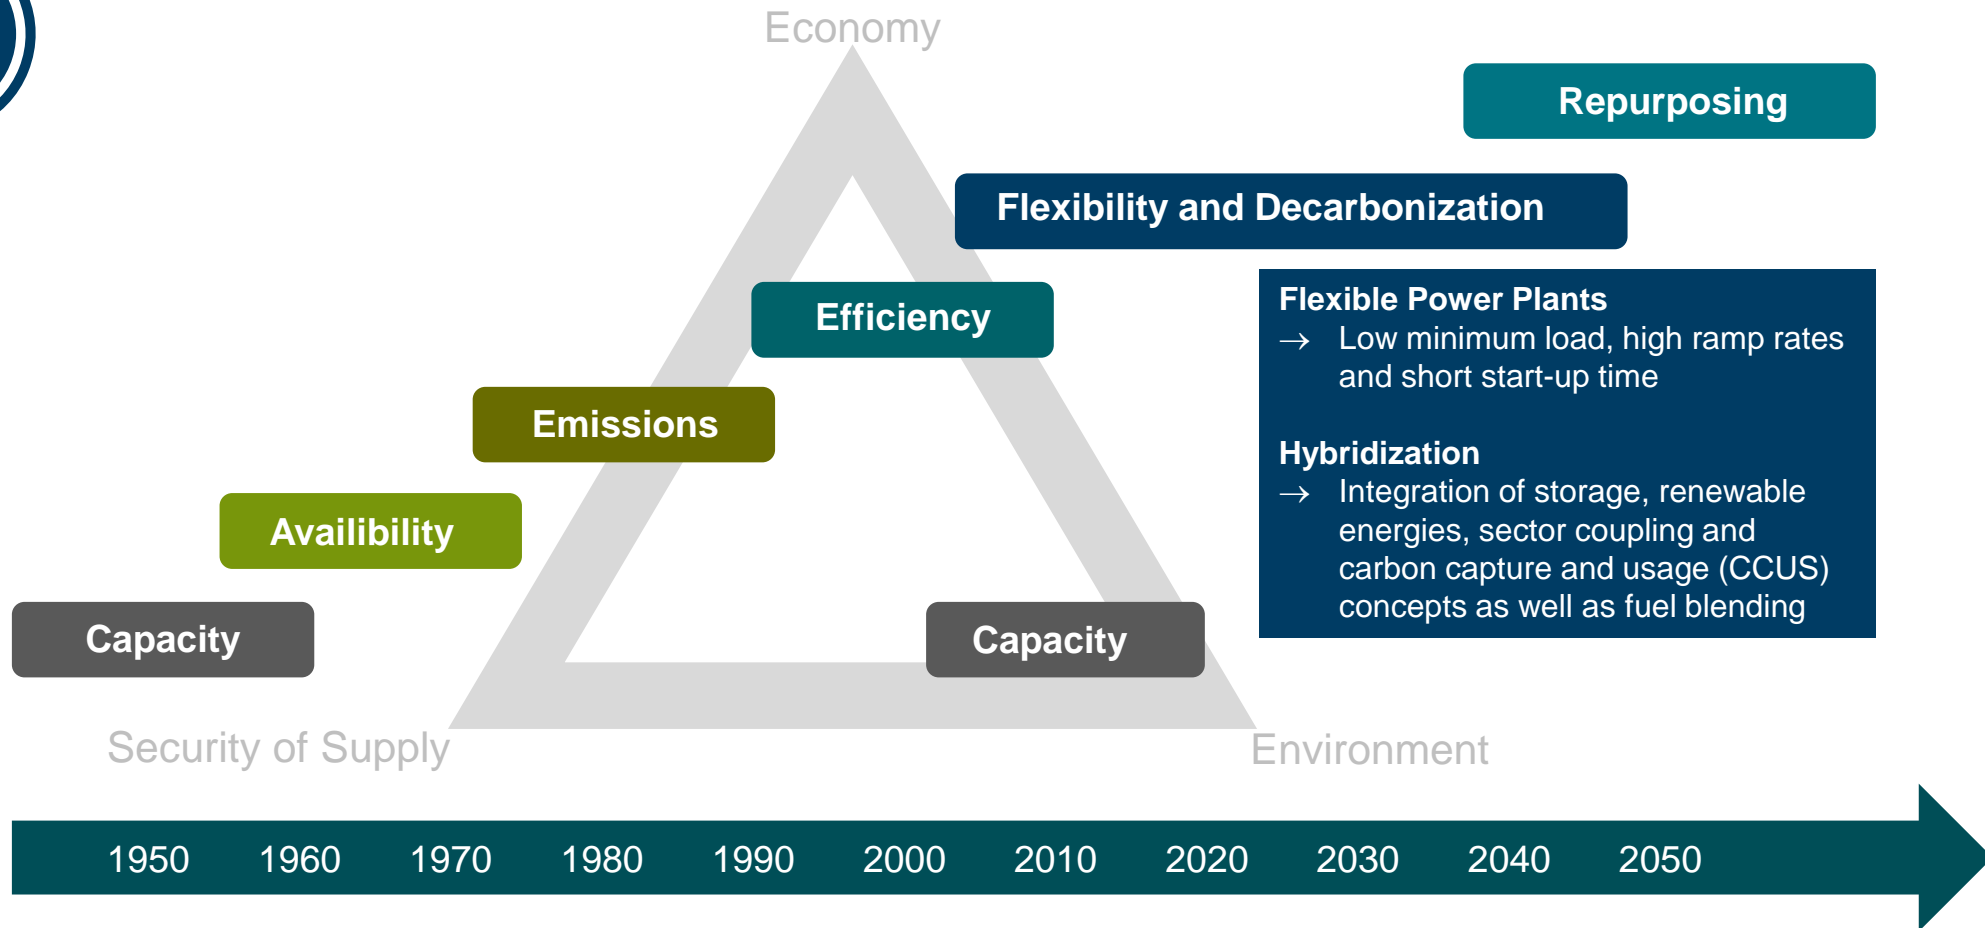 Economy
Repurposing
Flexibility and Decarbonization
Efficiency
Flexible Power Plants
→ Low minimum load, high ramp rates
and short start-up time
Hybridization
→ Integration of storage, renewable
energies, sector coupling and
carbon capture and usage (CCUS)
concepts as well as fuel blending
Emissions
Availibility
Capacity
Capacity
Security of Supply
Environment
1950 1960 1970 1980 1990 2000 2010 2020 2030 2040 2050